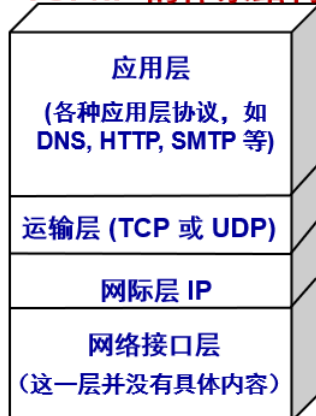 应用层
(各种应用层协议，如
DNS, HTTP, SMTP 等)
运输层 (TCP 或 UDP)
网际层 IP
网络接口层
（这一层并没有具体内容）